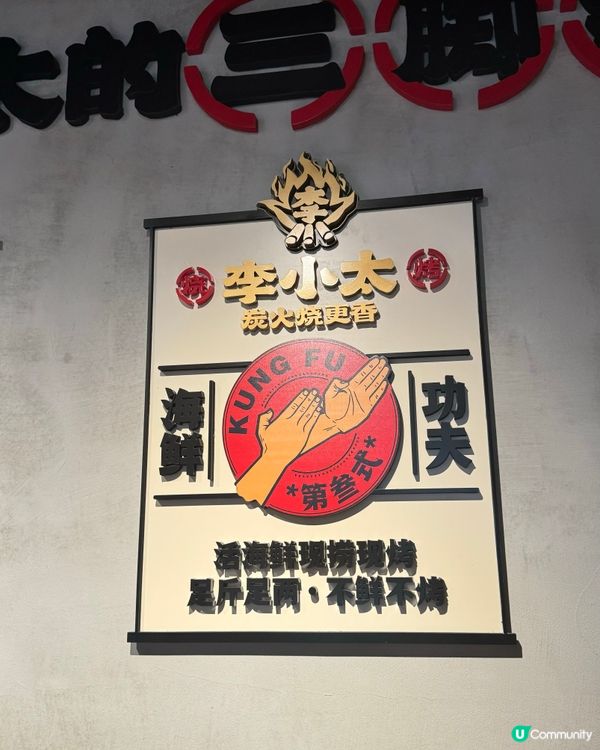 太的三脚
李小太
烧 李小太 烤
炭火烧更香
KUNG FU
海鲜
功夫
*第叁式*
活海鲜现捞现烤
足斤足两·不鲜不烤
U Community